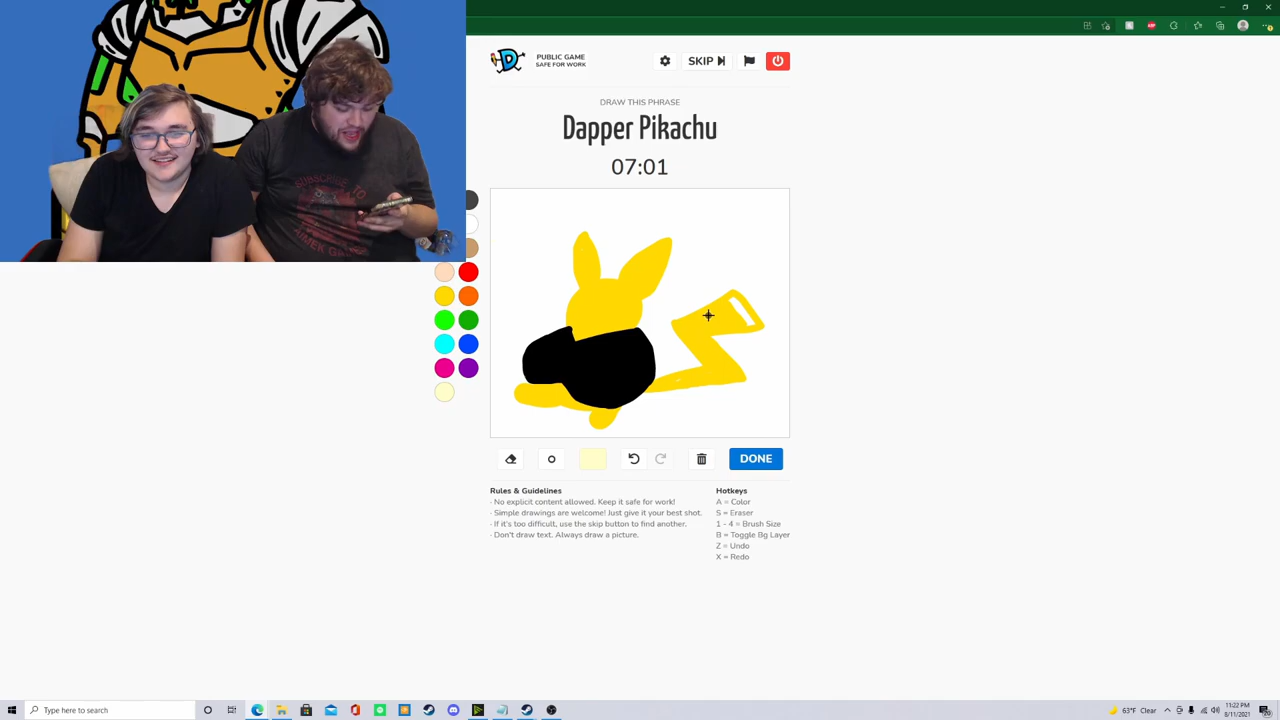 PUBLIC GAME
SAFE FOR WORK
SKIP
DRAW THIS PHRASE
Dapper Pikachu
07:01
SUBSCRIBE TO
DONE
Rules & Guidelines
· No explicit content allowed. Keep it safe for work!
· Simple drawings are welcome! Just give it your best shot.
· If it's too difficult, use the skip button to find another.
· Don't draw text. Always draw a picture.
Hotkeys
A = Color
S = Eraser
1 - 4 = Brush Size
B = Toggle Bg Layer
Z = Undo
X = Redo
Type here to search
63°F Clear
11:22 PM
8/11/2021